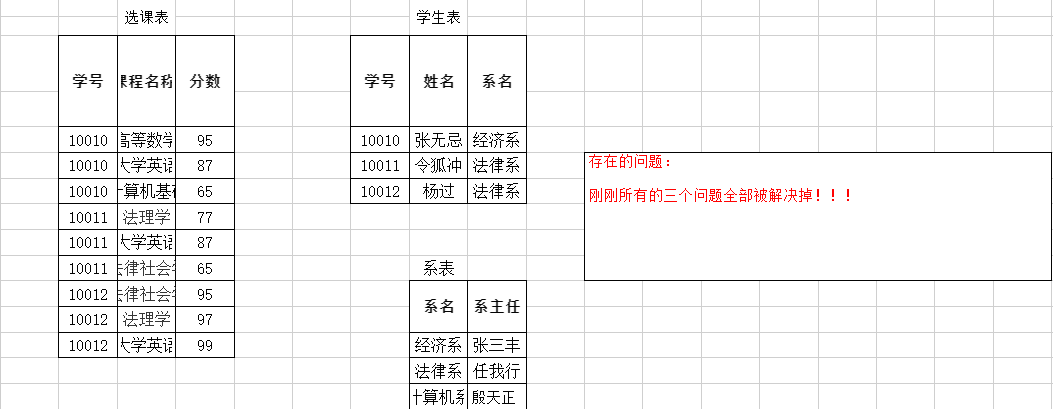 选课表 学生表
学号 课程名称 分数 学号 姓名 系名
10010 高等数学 95 10010 张无忌 经济系
10010 大学英语 87 10011 令狐冲 法律系
10010 计算机基础 65 10012 杨过 法律系
10011 法理学 77
10011 大学英语 87
10011 法律社会学 65
10012 法律社会学 95
10012 法理学 97
10012 大学英语 99
系表
系名 系主任
经济系 张三丰
法律系 任我行
计算机系 殷天正
存在的问题：
刚刚所有的三个问题全部被解决掉！！！